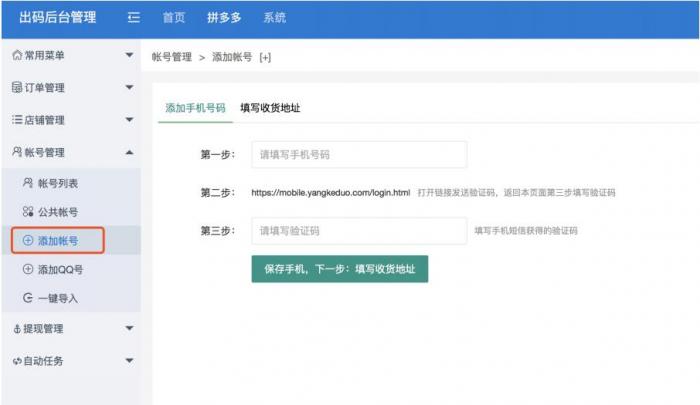 出码后台管理 首页 拼多多 系统
常用菜单
订单管理
店铺管理
帐号管理
帐号列表
公共帐号
添加帐号
添加QQ号
一键导入
提现管理
自动任务
帐号管理 > 添加帐号 [+]
添加手机号码 填写收货地址
第一步： 请填写手机号码
第二步： https://mobile.yangkeduo.com/login.html 打开链接发送验证码，返回本页面第三步填写验证码
第三步： 请填写验证码 填写手机短信获得的验证码
保存手机，下一步：填写收货地址